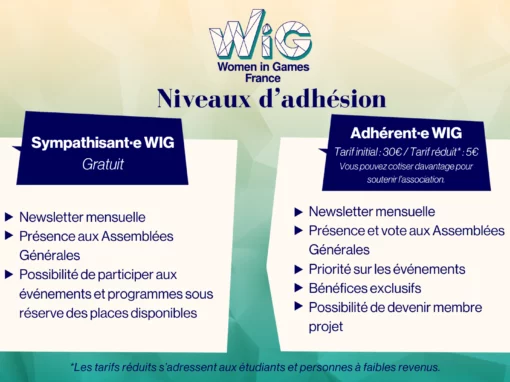 WiG
Women in Games
France
Niveaux d'adhésion
Sympathisant·e WIG
Gratuit
Newsletter mensuelle
Présence aux Assemblées
Générales
Possibilité de participer aux
événements et programmes sous
réserve des places disponibles
Adhérent·e WIG
Tarif initial : 30€ / Tarif réduit* : 5€
Vous pouvez cotiser davantage pour
soutenir l'association.
Newsletter mensuelle
Présence et vote aux Assemblées
Générales
Priorité sur les événements
Bénéfices exclusifs
Possibilité de devenir membre
projet
*Les tarifs réduits s'adressent aux étudiants et personnes à faibles revenus.